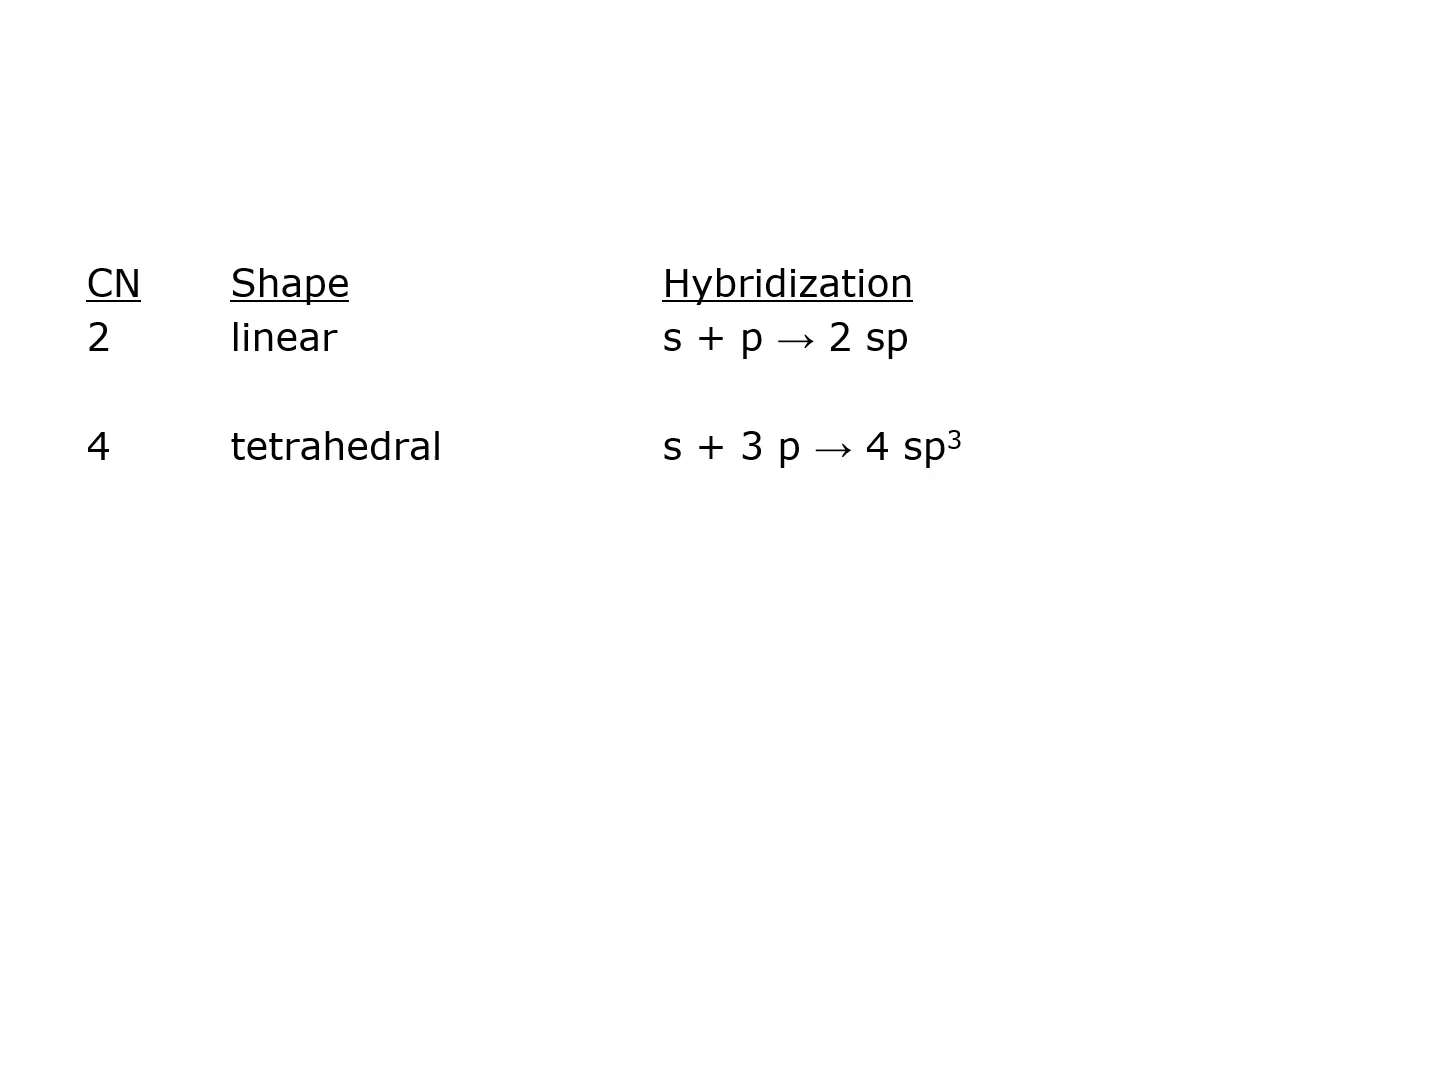 CN Shape Hybridization
2 linear s + p → 2 sp
4 tetrahedral s + 3 p → 4 sp³